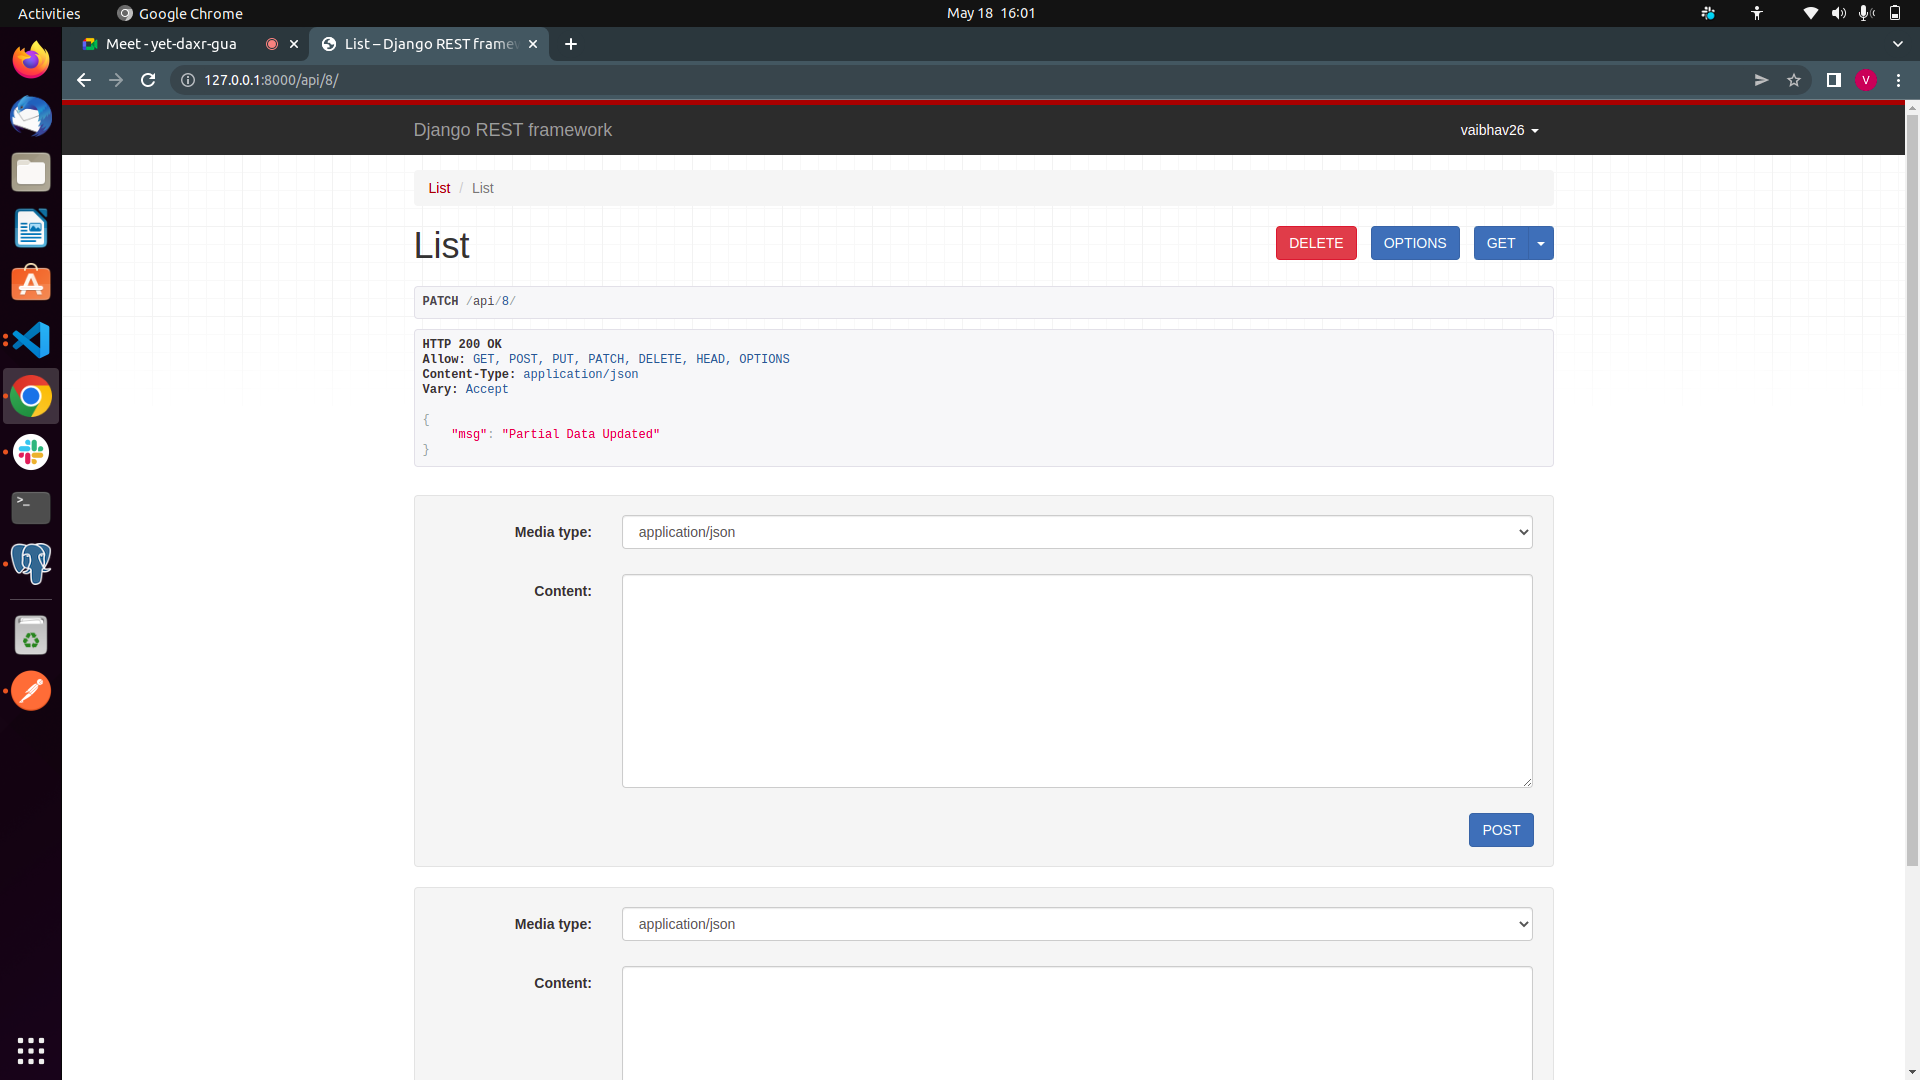 Activities
Google Chrome
May 18 16:01
Meet - yet-daxr-gua
List – Django REST framew
127.0.0.1:8000/api/8/
V
Django REST framework
vaibhav26
List / List
List
DELETE
OPTIONS
GET
PATCH /api/8/
HTTP 200 OK
Allow: GET, POST, PUT, PATCH, DELETE, HEAD, OPTIONS
Content-Type: application/json
Vary: Accept
{
"msg": "Partial Data Updated"
}
Media type:
application/json
Content:
POST
Media type:
application/json
Content: